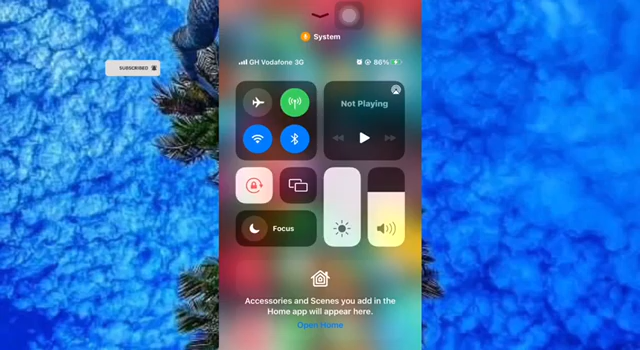 System
GH Vodafone 3G
86%
SUBSCRIBED
Not Playing
Focus
Accessories and Scenes you add in the
Home app will appear here.
Open Home